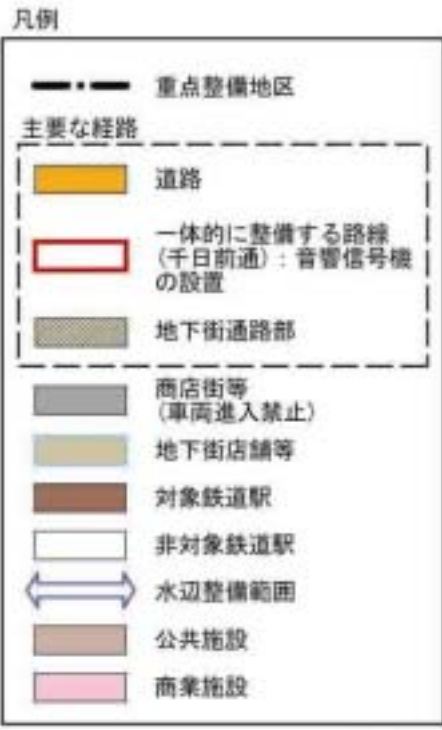 凡例
重点整備地区
主要な経路
道路
一体的に整備する路線
(千日前通)：音響信号機
の設置
地下街通路部
商店街等
(車両進入禁止)
地下街店舗等
対象鉄道駅
非対象鉄道駅
水辺整備範囲
公共施設
商業施設